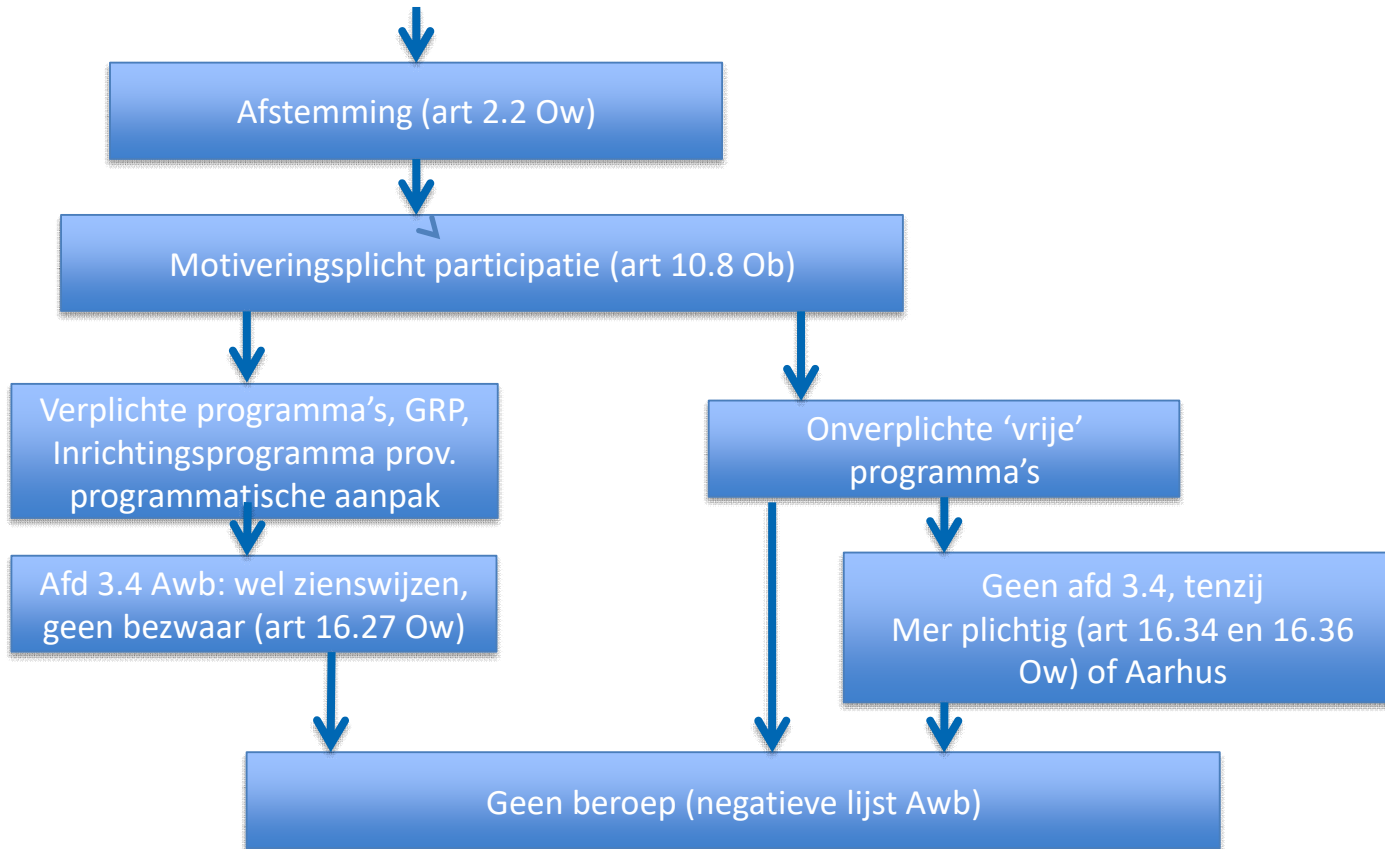 Afstemming (art 2.2 Ow)
Motiveringsplicht participatie (art 10.8 Ob)
Verplichte programma’s, GRP,
Inrichtingsprogramma prov.
programmatische aanpak
Onverplichte ‘vrije’
programma’s
Afd 3.4 Awb: wel zienswijzen,
geen bezwaar (art 16.27 Ow)
Geen afd 3.4, tenzij
Mer plichtig (art 16.34 en 16.36
Ow) of Aarhus
Geen beroep (negatieve lijst Awb)